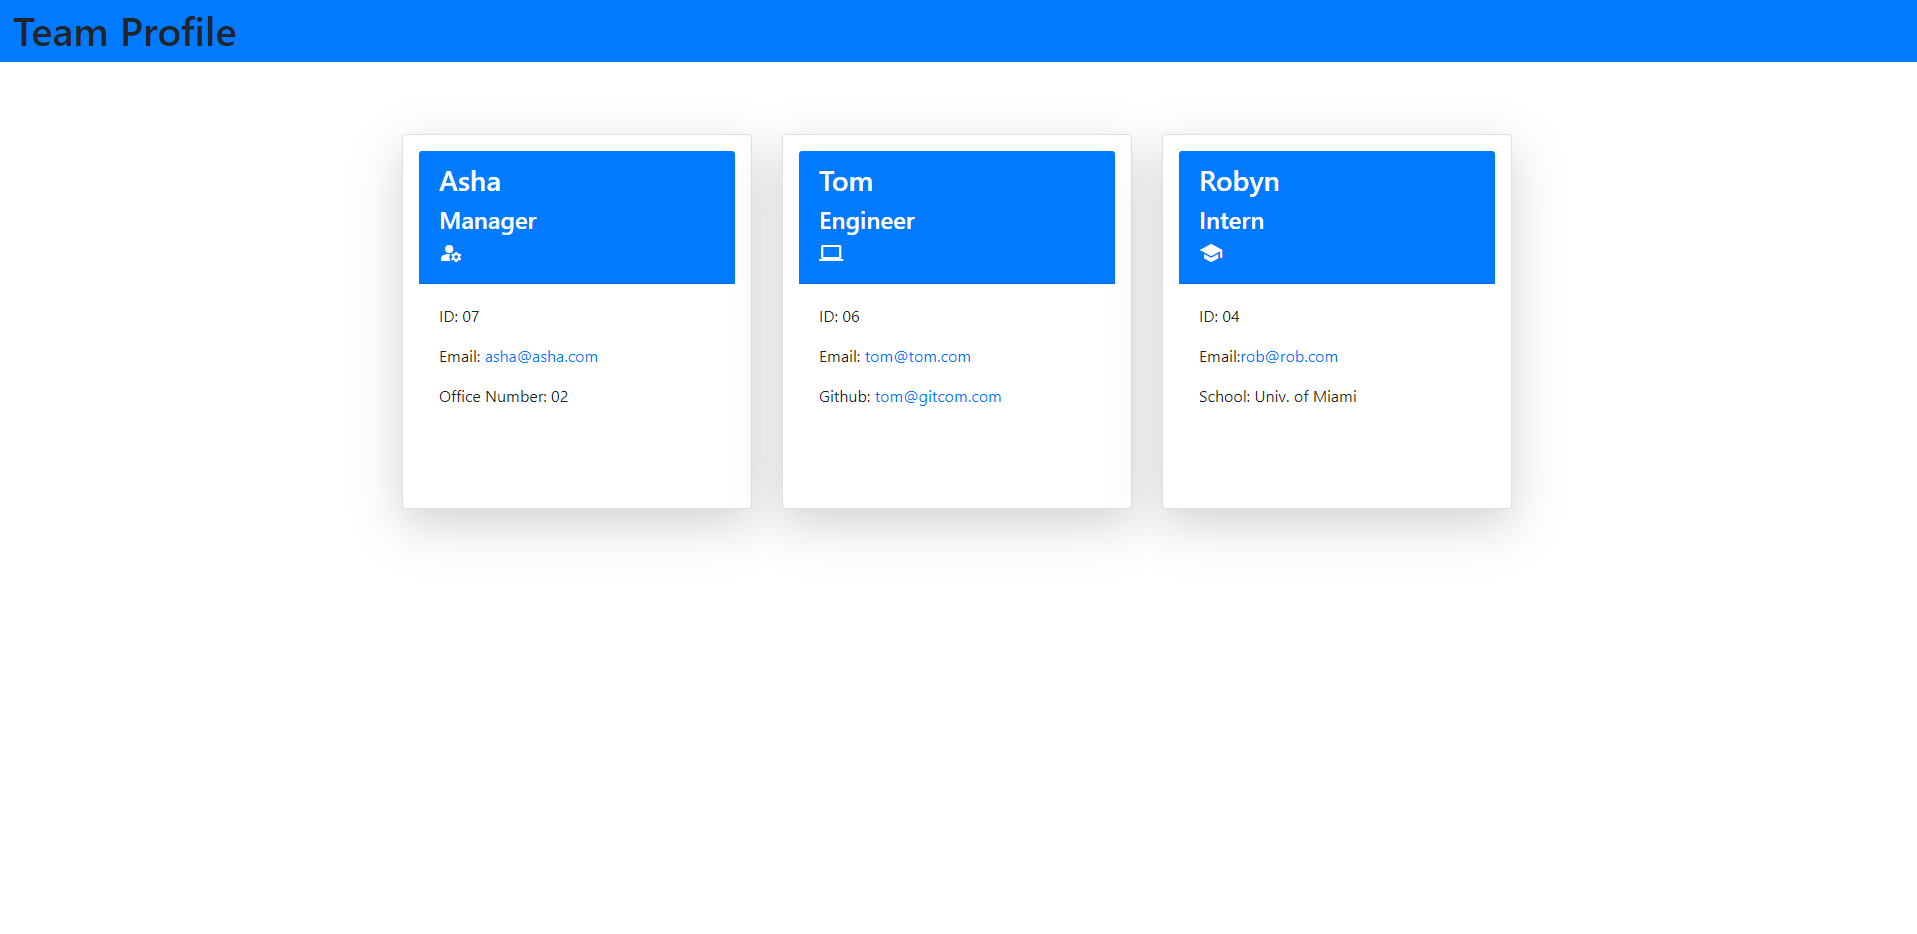 Team Profile
Asha
Manager
ID: 07
Email: asha@asha.com
Office Number: 02
Tom
Engineer
ID: 06
Email: tom@tom.com
Github: tom@gitcom.com
Robyn
Intern
ID: 04
Email:rob@rob.com
School: Univ. of Miami